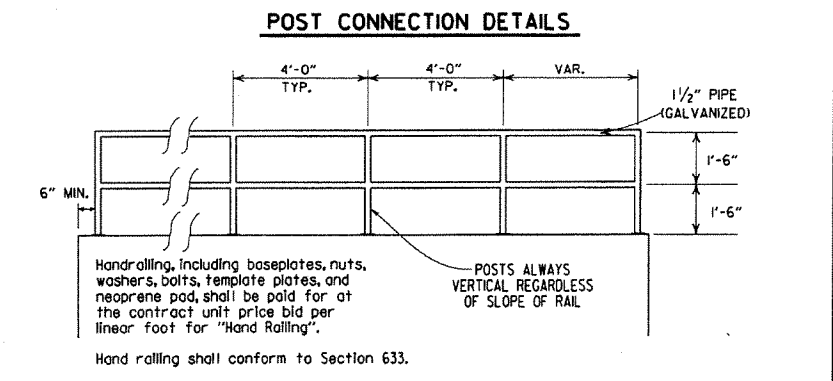 POST CONNECTION DETAILS
4'-0"
TYP.
4'-0"
TYP.
VAR.
1 1/2" PIPE
(GALVANIZED)
1'-6"
6" MIN.
1'-6"
Handrailing, including baseplates, nuts,
washers, bolts, template plates, and
neoprene pad, shall be paid for at
the contract unit price bid per
linear foot for "Hand Railing".
POSTS ALWAYS
VERTICAL REGARDLESS
OF SLOPE OF RAIL
Hand railing shall conform to Section 633.